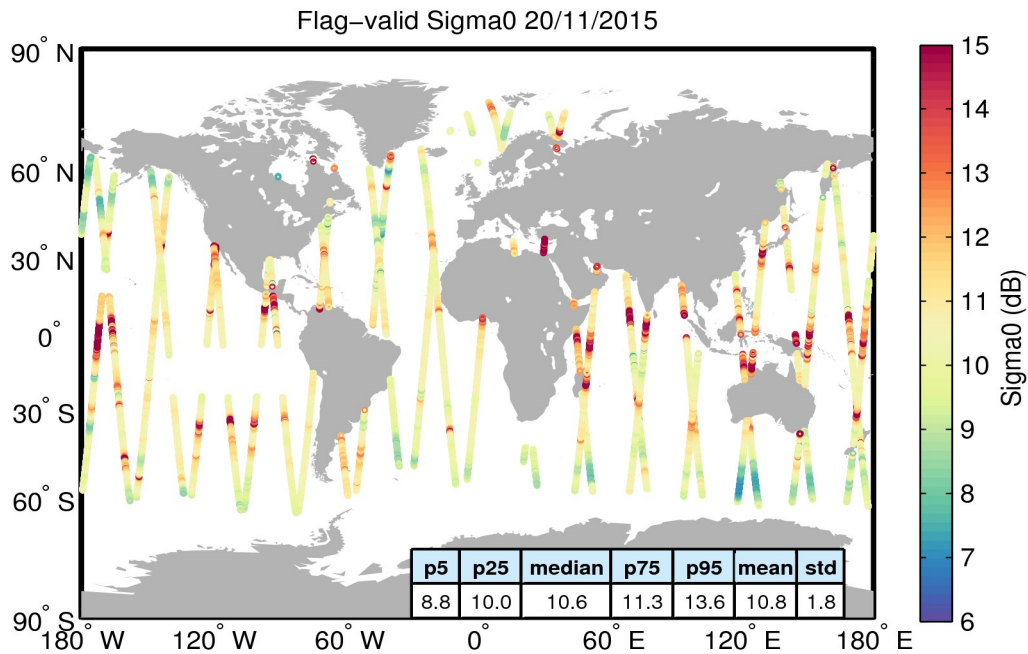 Flag−valid Sigma0 20/11/2015
90° N
60° N
30° N
0°
30° S
60° S
90° S
180° W
120° W
60° W
0°
60° E
120° E
180° E
p5 p25 median p75 p95 mean std
8.8 10.0 10.6 11.3 13.6 10.8 1.8
15
14
13
12
11
10
9
8
7
6
Sigma0 (dB)